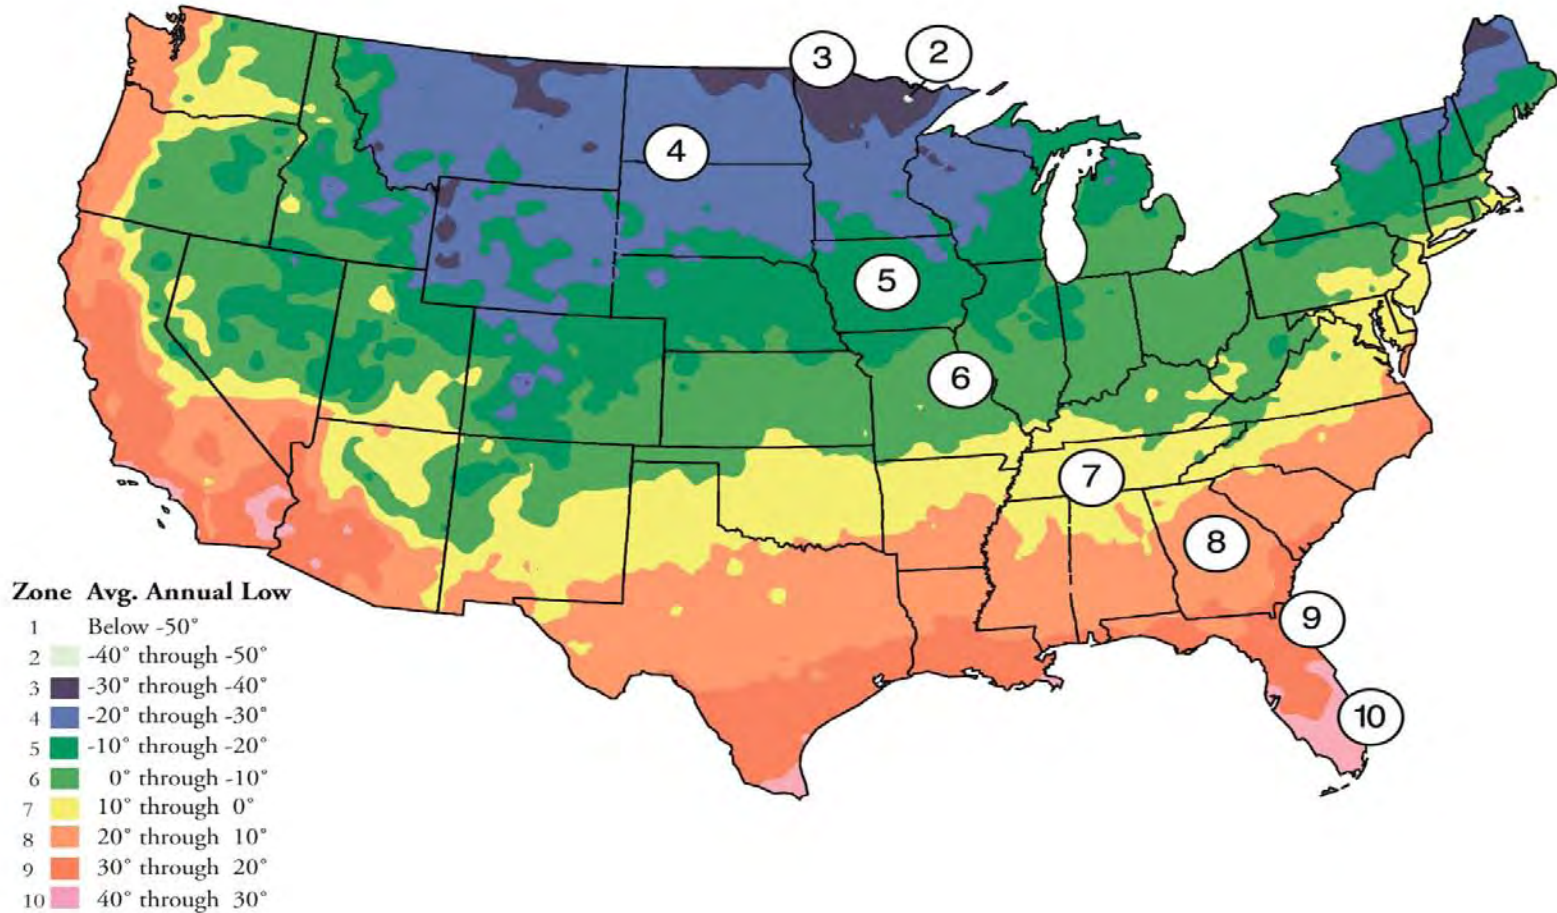 3
2
4
5
6
7
8
9
10
Zone Avg. Annual Low
1 Below -50°
2 -40° through -50°
3 -30° through -40°
4 -20° through -30°
5 -10° through -20°
6 0° through -10°
7 10° through 0°
8 20° through 10°
9 30° through 20°
10 40° through 30°